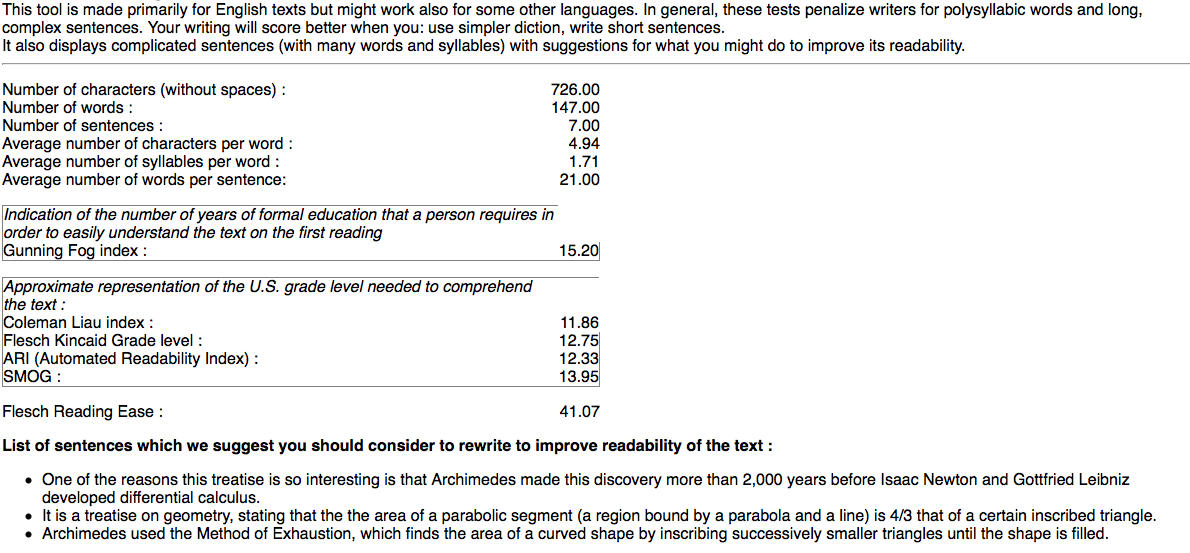 This tool is made primarily for English texts but might work also for some other languages. In general, these tests penalize writers for polysyllabic words and long,
complex sentences. Your writing will score better when you: use simpler diction, write short sentences.
It also displays complicated sentences (with many words and syllables) with suggestions for what you might do to improve its readability.
Number of characters (without spaces) : 726.00
Number of words : 147.00
Number of sentences : 7.00
Average number of characters per word : 4.94
Average number of syllables per word : 1.71
Average number of words per sentence: 21.00
Indication of the number of years of formal education that a person requires in
order to easily understand the text on the first reading
Gunning Fog index : 15.20
Approximate representation of the U.S. grade level needed to comprehend
the text :
Coleman Liau index : 11.86
Flesch Kincaid Grade level : 12.75
ARI (Automated Readability Index) : 12.33
SMOG : 13.95
Flesch Reading Ease : 41.07
List of sentences which we suggest you should consider to rewrite to improve readability of the text :
• One of the reasons this treatise is so interesting is that Archimedes made this discovery more than 2,000 years before Isaac Newton and Gottfried Leibniz
developed differential calculus.
• It is a treatise on geometry, stating that the the area of a parabolic segment (a region bound by a parabola and a line) is 4/3 that of a certain inscribed triangle.
• Archimedes used the Method of Exhaustion, which finds the area of a curved shape by inscribing successively smaller triangles until the shape is filled.